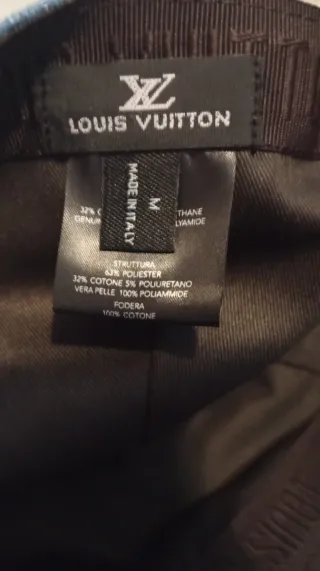 LV
LOUIS VUITTON
M
MADE IN ITALY
32% C
THANE
GENUI
LYAMIDE
STRUTTURA
63% POLIESTER
32% COTONE 5% POLIURETANO
VERA PELLE 100% POLIAMMIDE
FODERA
100% COTONE